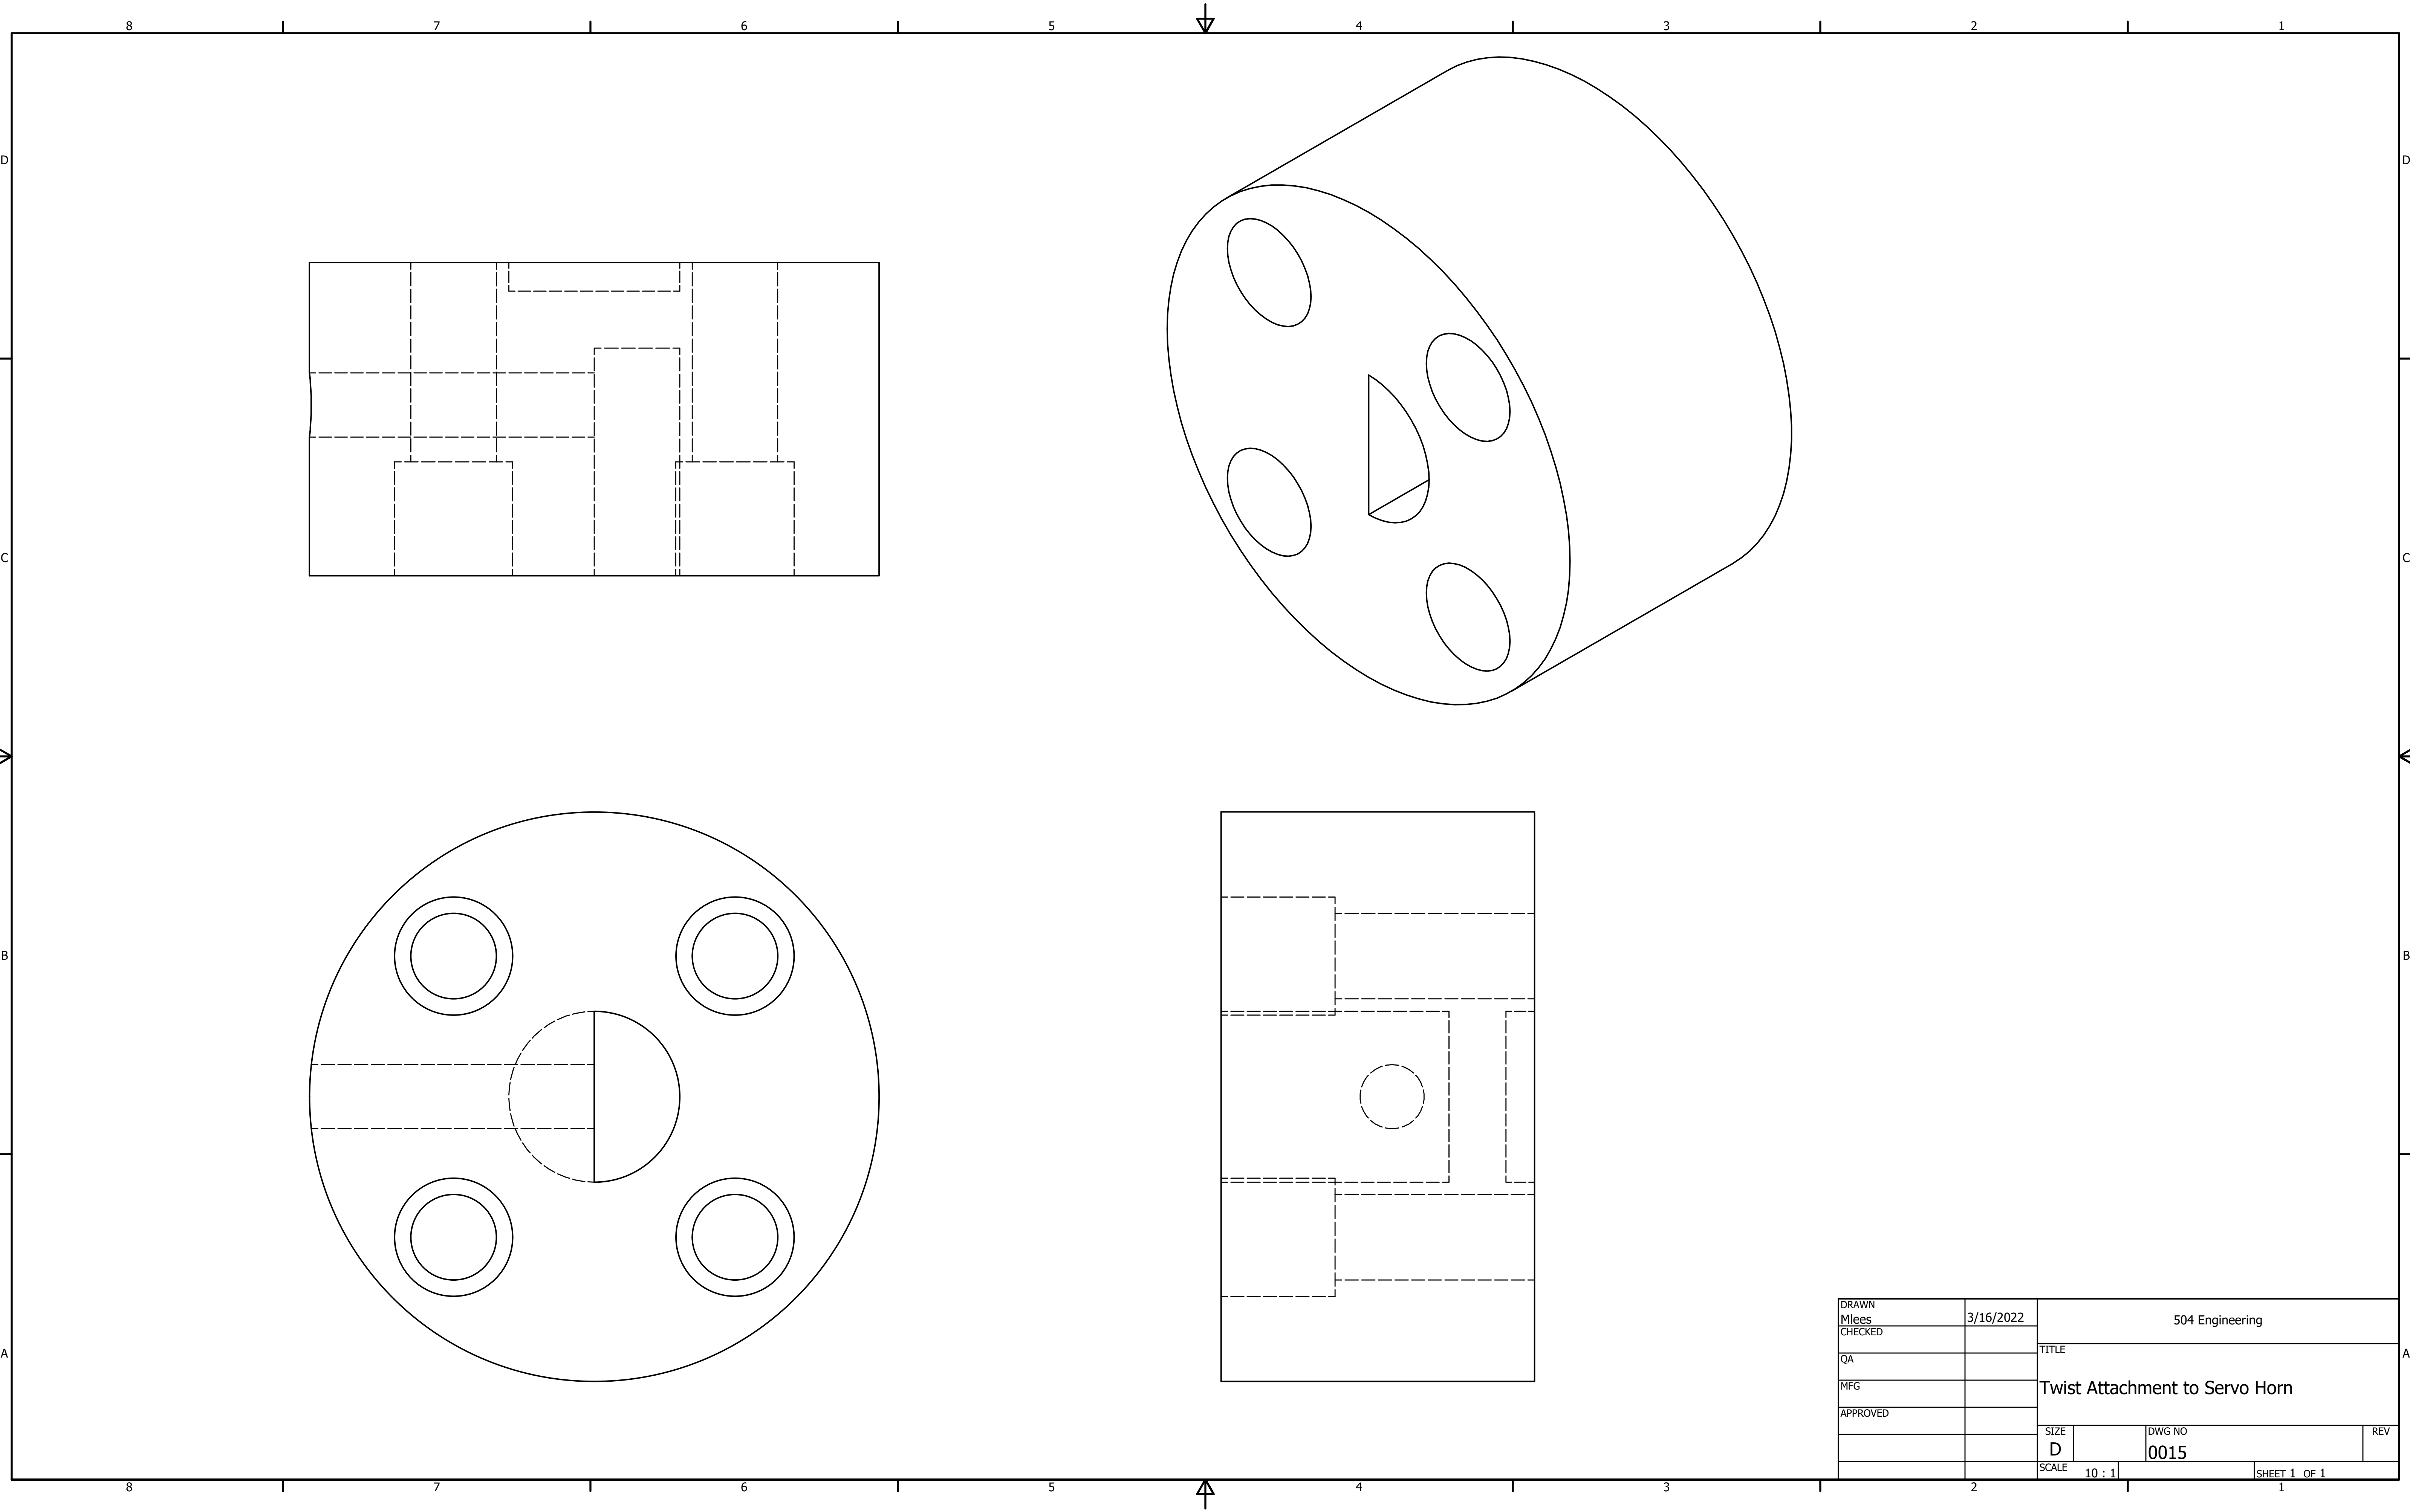 8 7 6 5 4 3 2 1
D D
C C
B B
A A
DRAWN
Mlees 3/16/2022
CHECKED
QA
MFG
APPROVED
504 Engineering
TITLE
Twist Attachment to Servo Horn
SIZE
D
DWG NO
0015
REV
SCALE 10 : 1
SHEET 1 OF 1
8 7 6 5 4 3 2 1